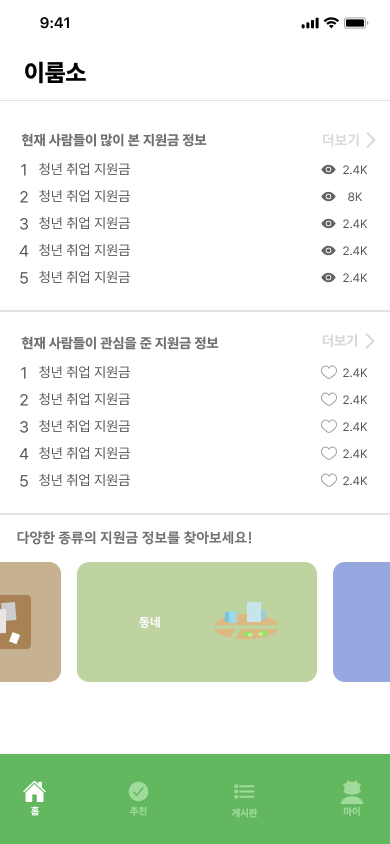 9:41
이룸소
현재 사람들이 많이 본 지원금 정보 더보기
1 청년 취업 지원금 2.4K
2 청년 취업 지원금 8K
3 청년 취업 지원금 2.4K
4 청년 취업 지원금 2.4K
5 청년 취업 지원금 2.4K
현재 사람들이 관심을 준 지원금 정보 더보기
1 청년 취업 지원금 2.4K
2 청년 취업 지원금 2.4K
3 청년 취업 지원금 2.4K
4 청년 취업 지원금 2.4K
5 청년 취업 지원금 2.4K
다양한 종류의 지원금 정보를 찾아보세요!
동네
홈 추천 게시판 마이